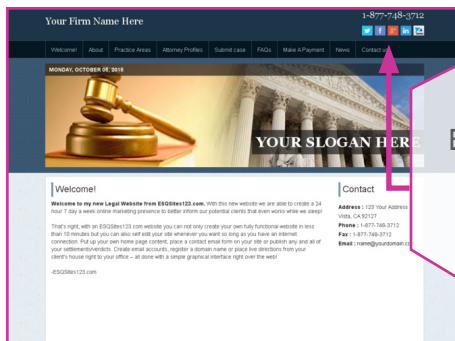 Your Firm Name Here
1-877-748-3712
Welcome! About Practice Areas Attorney Profiles Submit case FAQs Make A Payment News Contact us
MONDAY, OCTOBER 05, 2015
YOUR SLOGAN HERE
Welcome!
Welcome to my new Legal Website from ESQSites123.com. With this new website we are able to create a 24
hour 7 day a week online marketing presence to better inform our potential clients that even works while we sleep!
That's right, with an ESQSites123.com website you can not only create your own fully functional website in less
than 10 minutes but you can also self edit your site whenever you want so long as you have an internet
connection. Put up your own home page content, place a contact email form on your site or publish any and all of
your settlements/verdicts. Create email accounts, register a domain name or place live directions from your
client's house right to your office – all done with a simple graphical interface right over the web!
-ESQSites123.com
Contact
Address : 123 Your Address
Vista, CA 92127
Phone : 1-877-748-3712
Fax : 1-877-748-3712
Email : name@yourdomain.co
E